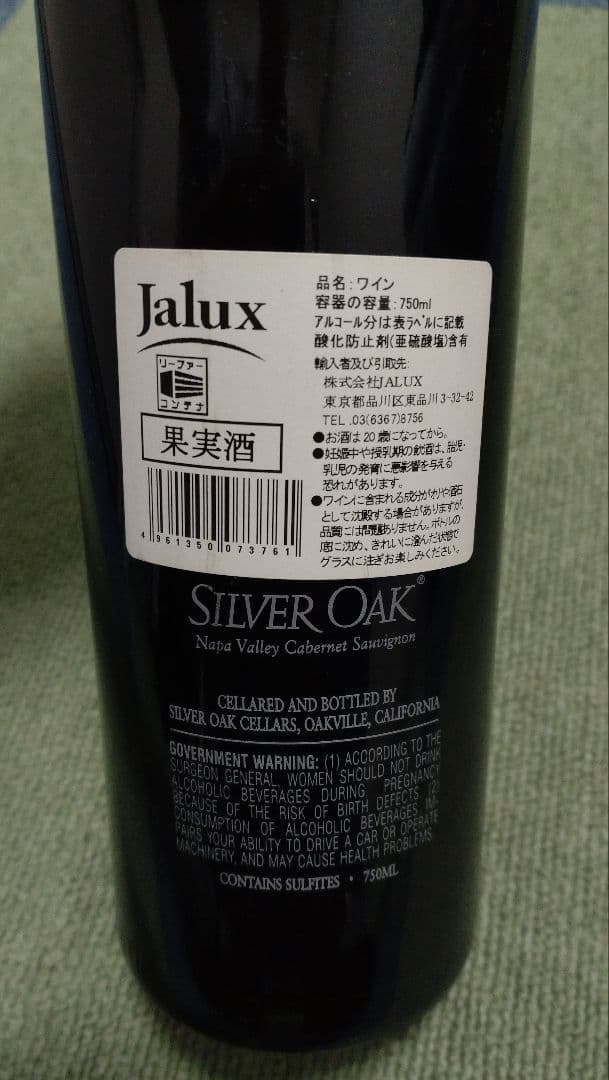 Jalux
リーファー
コンテナ
果実酒
4 961350 073761
品名:ワイン
容器の容量:750ml
アルコール分は表ラベルに記載
酸化防止剤(亜硫酸塩)含有
輸入者及び引取先:
株式会社JALUX
東京都品川区東品川3-32-42
TEL .03(6367)8756
●お酒は20歳になってから。
●妊娠中や授乳期の飲酒は、胎児・
乳児の発育に悪影響を与える
恐れがあります。
●ワインに含まれる成分がオリや酒石
として沈殿する場合がありますが、
品質には問題ありません。ボトルの
底に沈め、きれいに澄んだ状態で
グラスに注ぎお楽しみください。
SILVER OAK®
Napa Valley Cabernet Sauvignon
CELLARED AND BOTTLED BY
SILVER OAK CELLARS, OAKVILLE, CALIFORNIA
GOVERNMENT WARNING: (1) ACCORDING TO THE
SURGEON GENERAL, WOMEN SHOULD NOT DRINK
ALCOHOLIC BEVERAGES DURING PREGNANCY
BECAUSE OF THE RISK OF BIRTH DEFECTS. (2)
CONSUMPTION OF ALCOHOLIC BEVERAGES IM-
PAIRS YOUR ABILITY TO DRIVE A CAR OR OPERATE
MACHINERY, AND MAY CAUSE HEALTH PROBLEMS.
CONTAINS SULFITES • 750ML